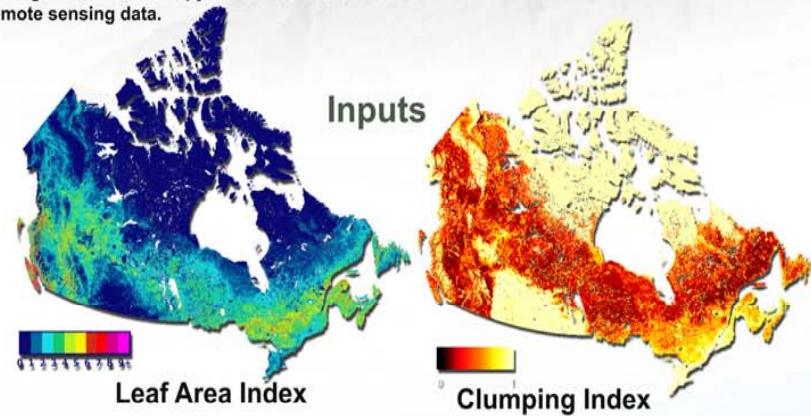 mote sensing data.
Inputs
0 1 2 3 4 5 6 7 8 9+
0 1
Leaf Area Index
Clumping Index